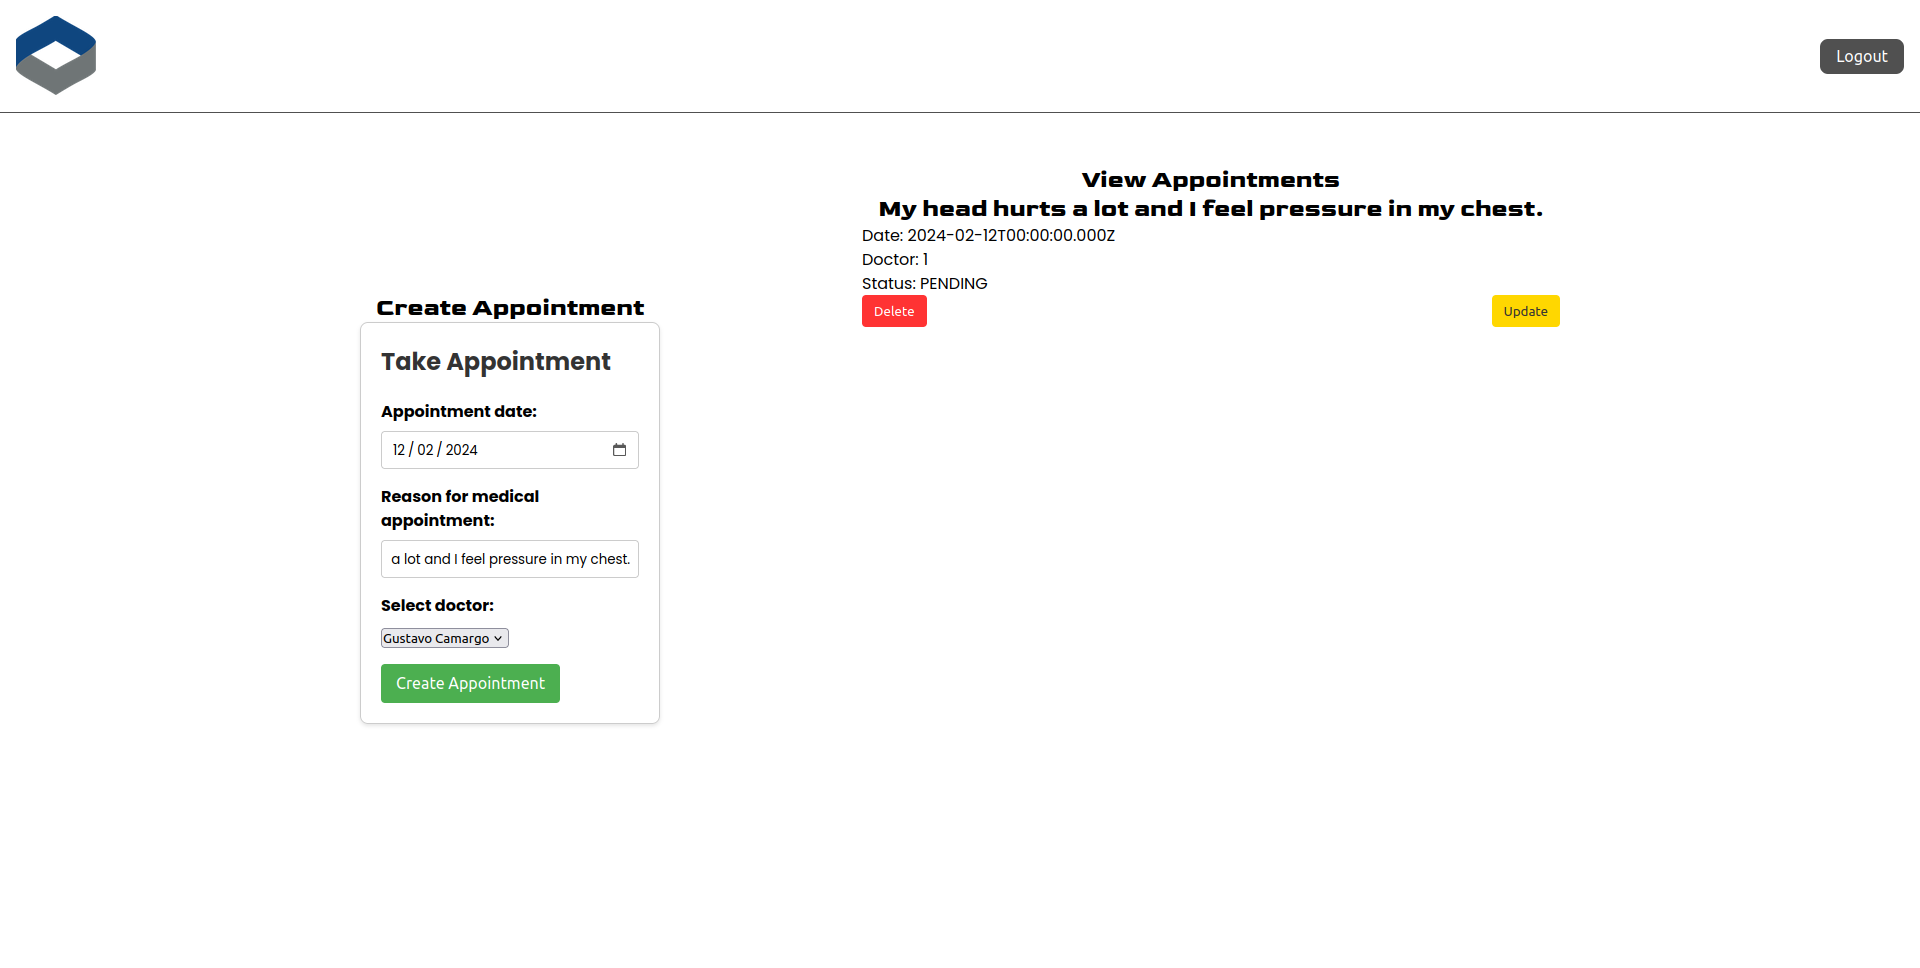 Logout
Create Appointment
Take Appointment
Appointment date:
12 / 02 / 2024
Reason for medical
appointment:
a lot and I feel pressure in my chest.
Select doctor:
Gustavo Camargo
Create Appointment
View Appointments
My head hurts a lot and I feel pressure in my chest.
Date: 2024-02-12T00:00:00.000Z
Doctor: 1
Status: PENDING
Delete
Update